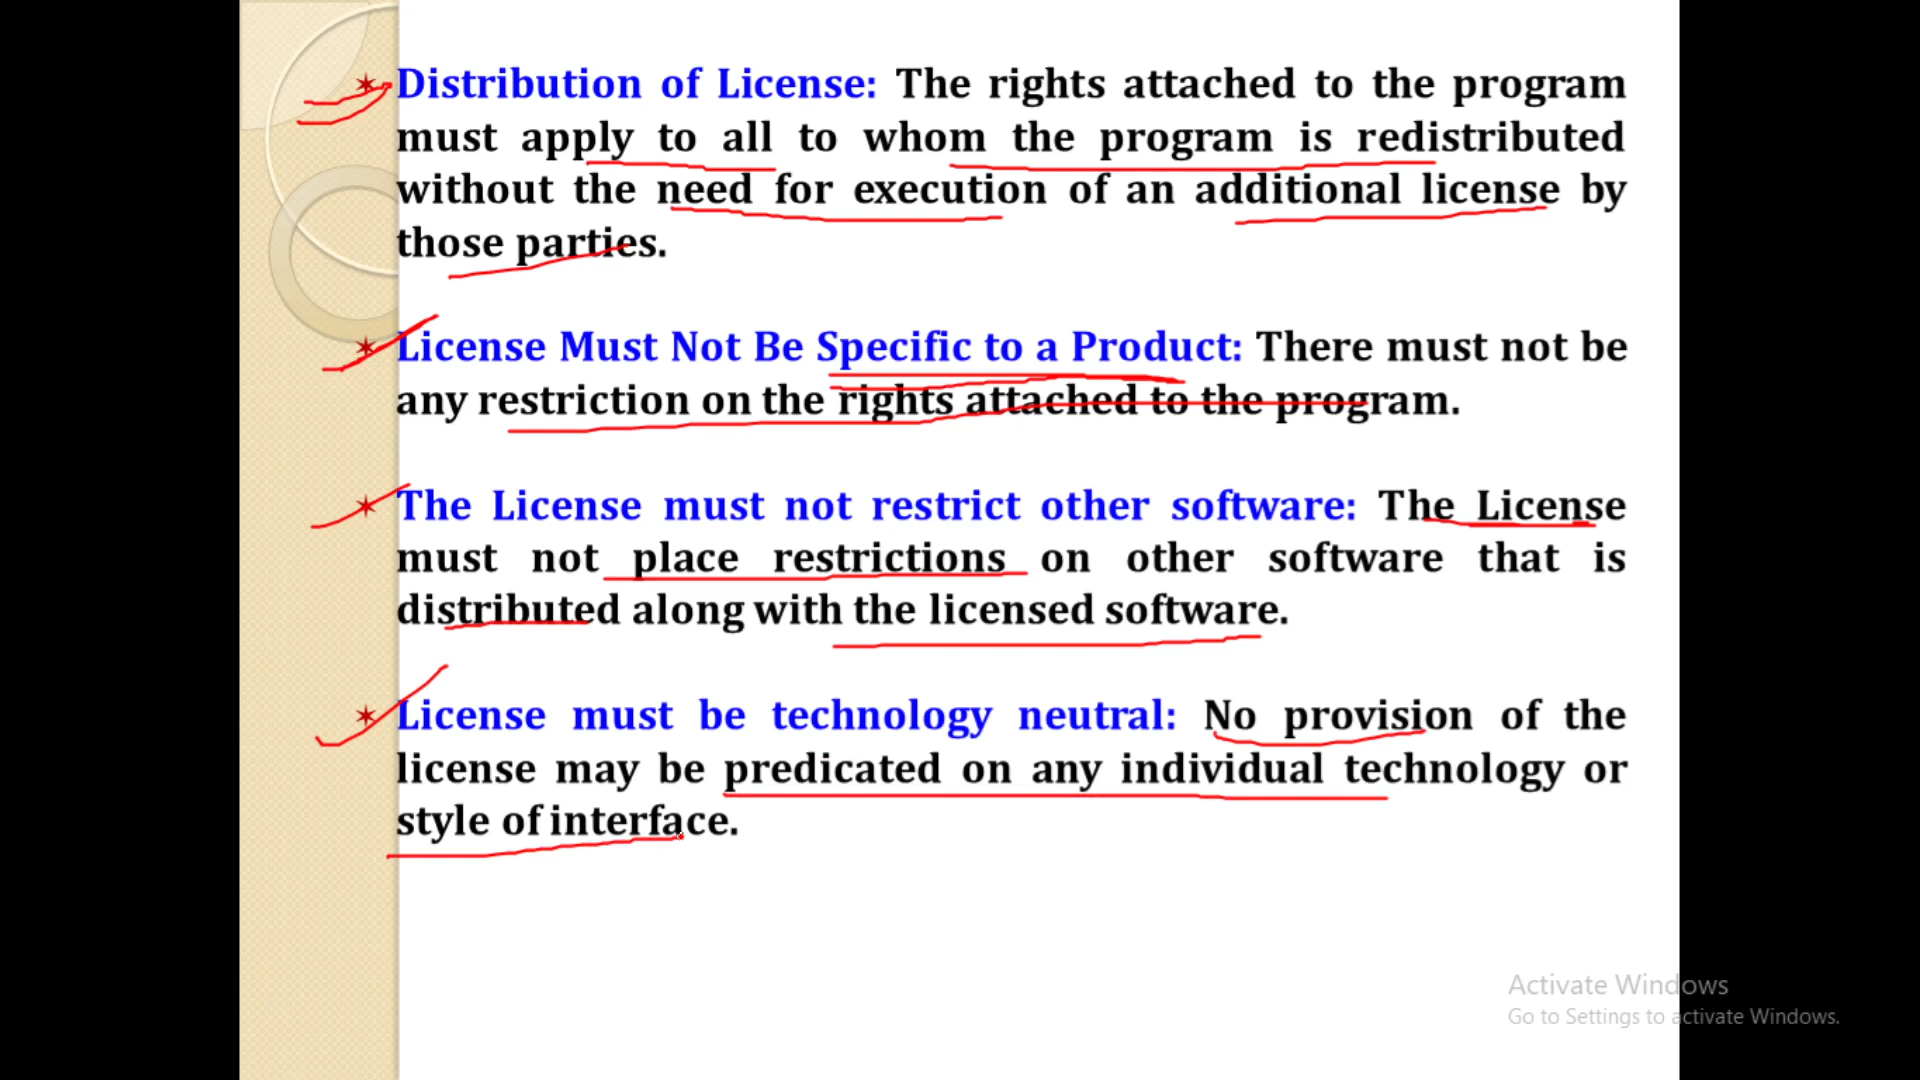 Distribution of License: The rights attached to the program
must apply to all to whom the program is redistributed
without the need for execution of an additional license by
those parties.
License Must Not Be Specific to a Product: There must not be
any restriction on the rights attached to the program.
The License must not restrict other software: The License
must not place restrictions on other software that is
distributed along with the licensed software.
License must be technology neutral: No provision of the
license may be predicated on any individual technology or
style of interface.
Activate Windows
Go to Settings to activate Windows.